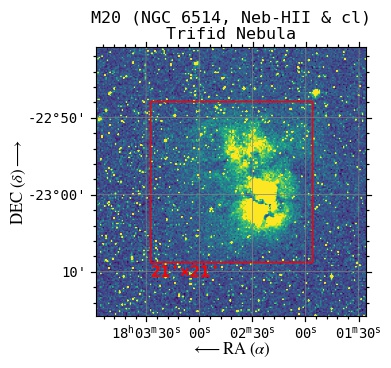 M20 (NGC 6514, Neb-HII & cl)
Trifid Nebula
-22°50'
-23°00'
10'
DEC (δ) ⟶
21'*21'
18ʰ03ᵐ30ˢ 00ˢ 02ᵐ30ˢ 00ˢ 01ᵐ30ˢ
⟵ RA (α)